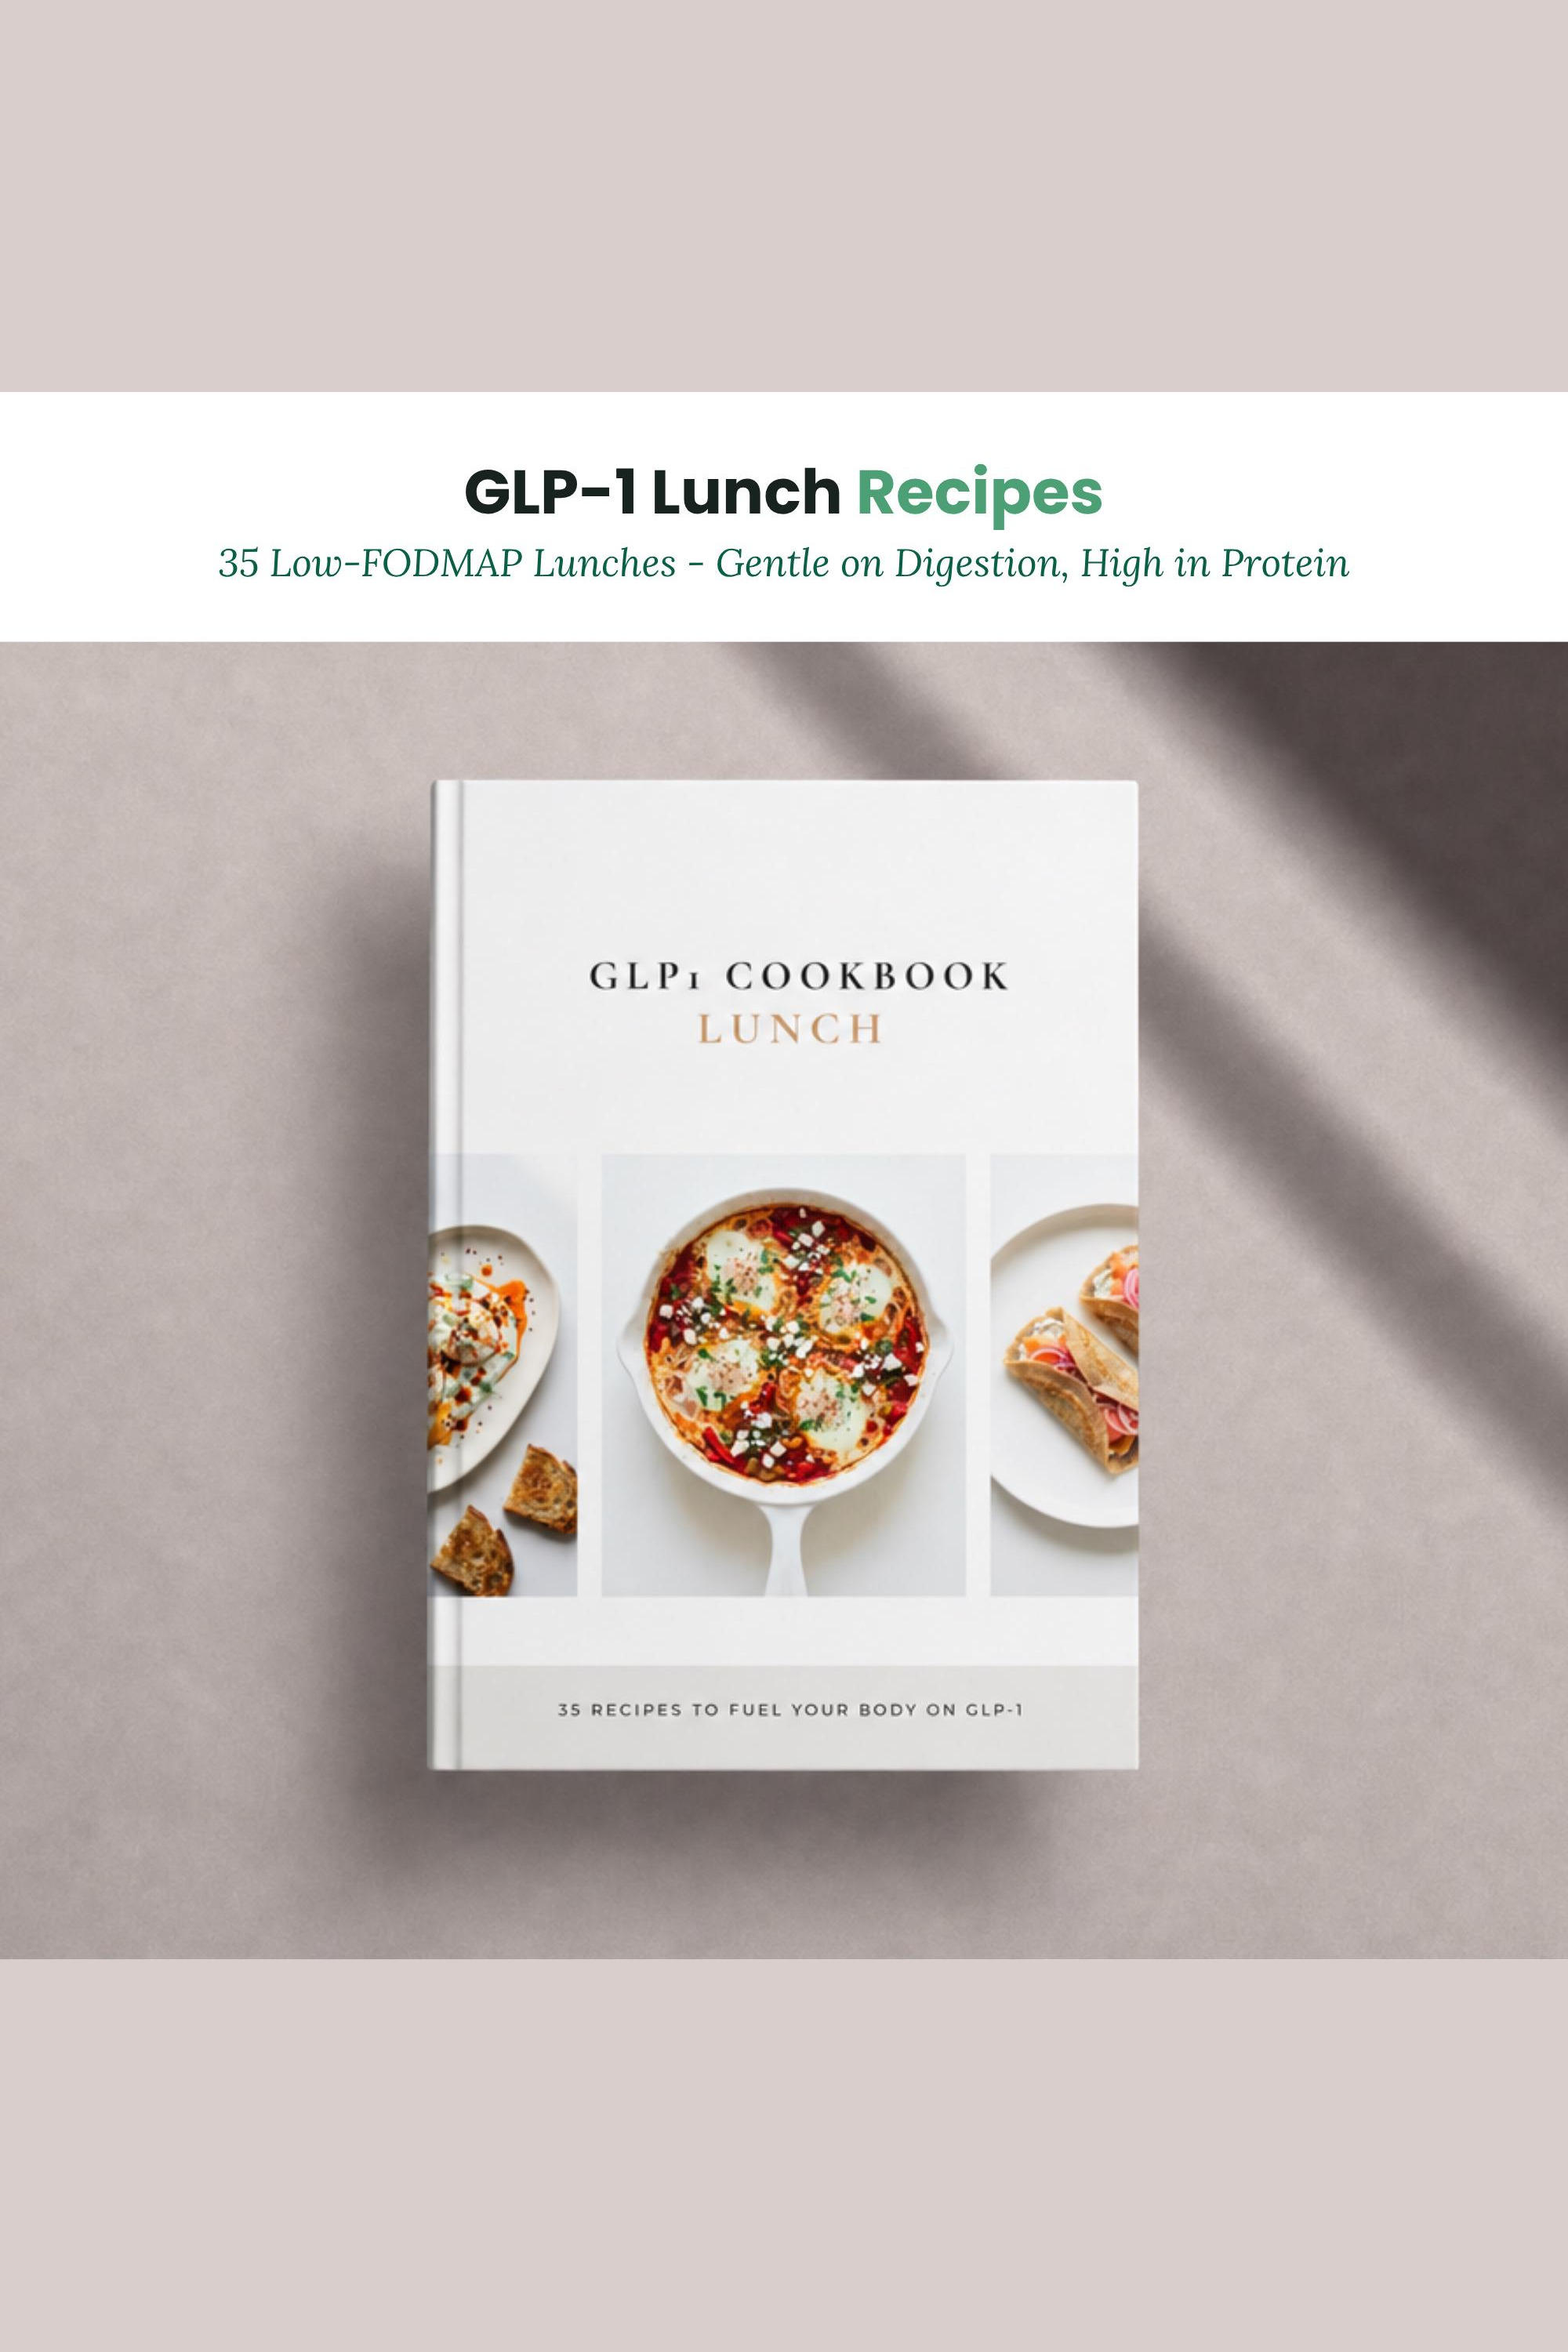 GLP-1 Lunch Recipes
35 Low-FODMAP Lunches - Gentle on Digestion, High in Protein
GLP1 COOKBOOK
LUNCH
35 RECIPES TO FUEL YOUR BODY ON GLP-1